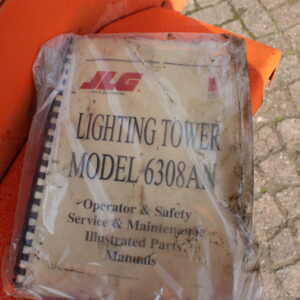 JLG
LIGHTING TOWER
MODEL 6308AN
Operator & Safety
Service & Maintenance
Illustrated Parts
Manuals